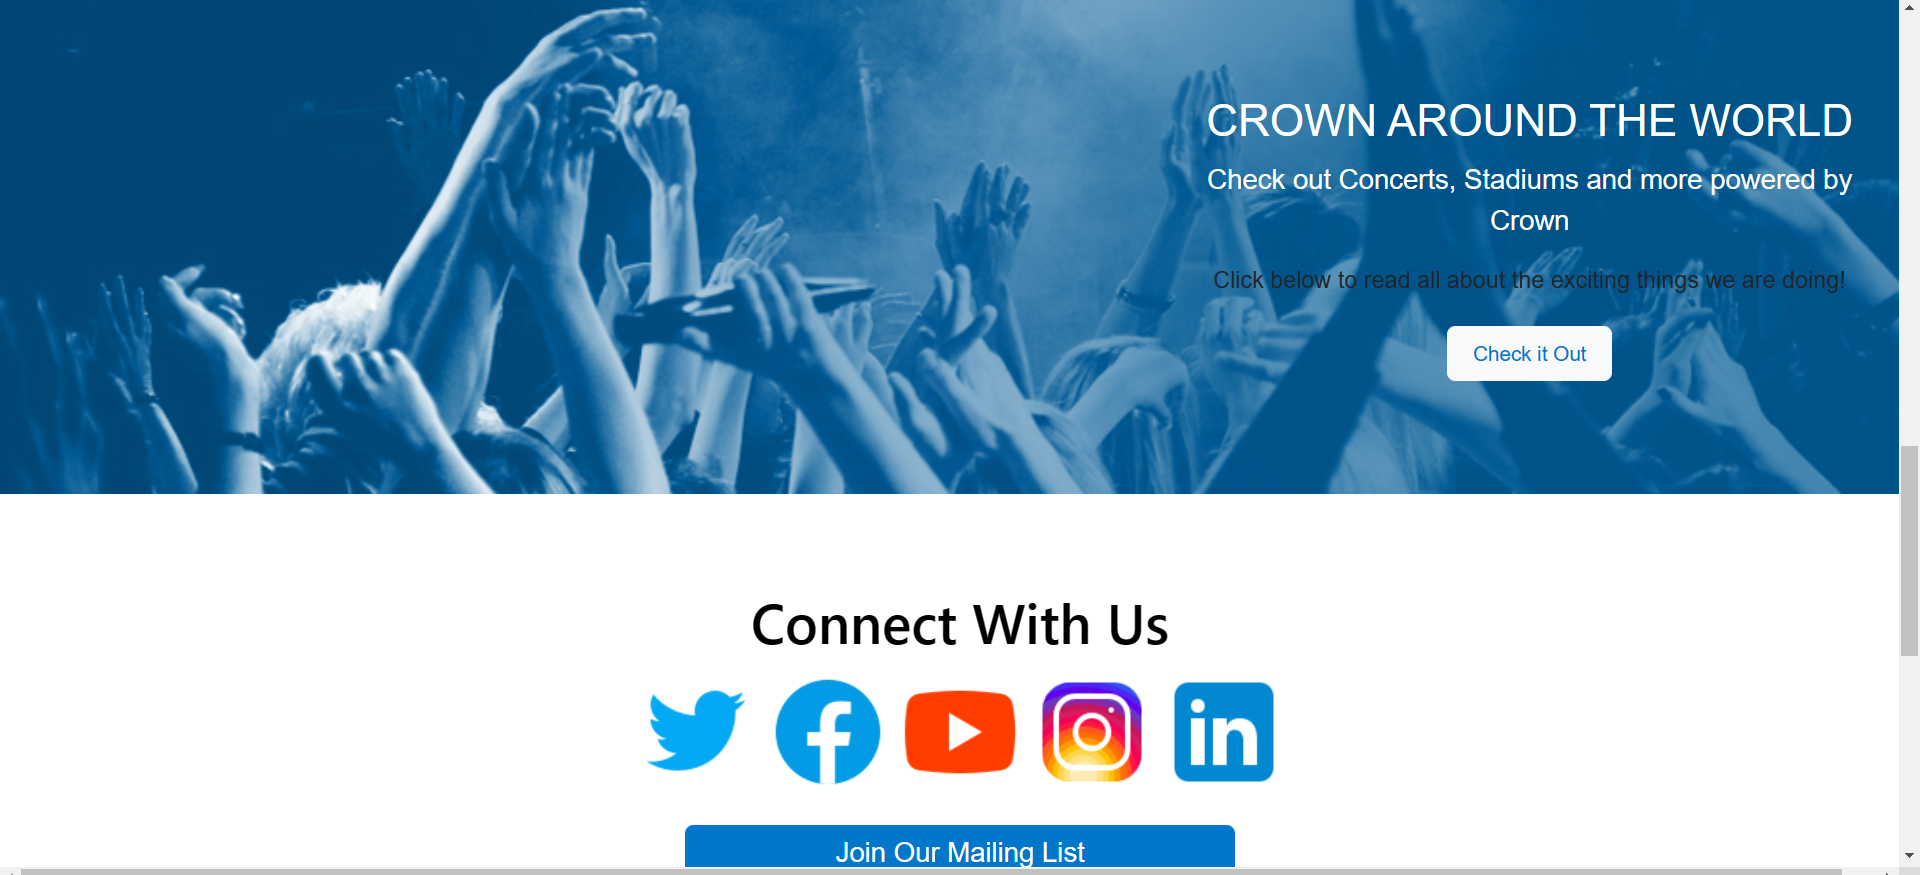 CROWN AROUND THE WORLD
Check out Concerts, Stadiums and more powered by
Crown
Click below to read all about the exciting things we are doing!
Check it Out
Connect With Us
in
Join Our Mailing List